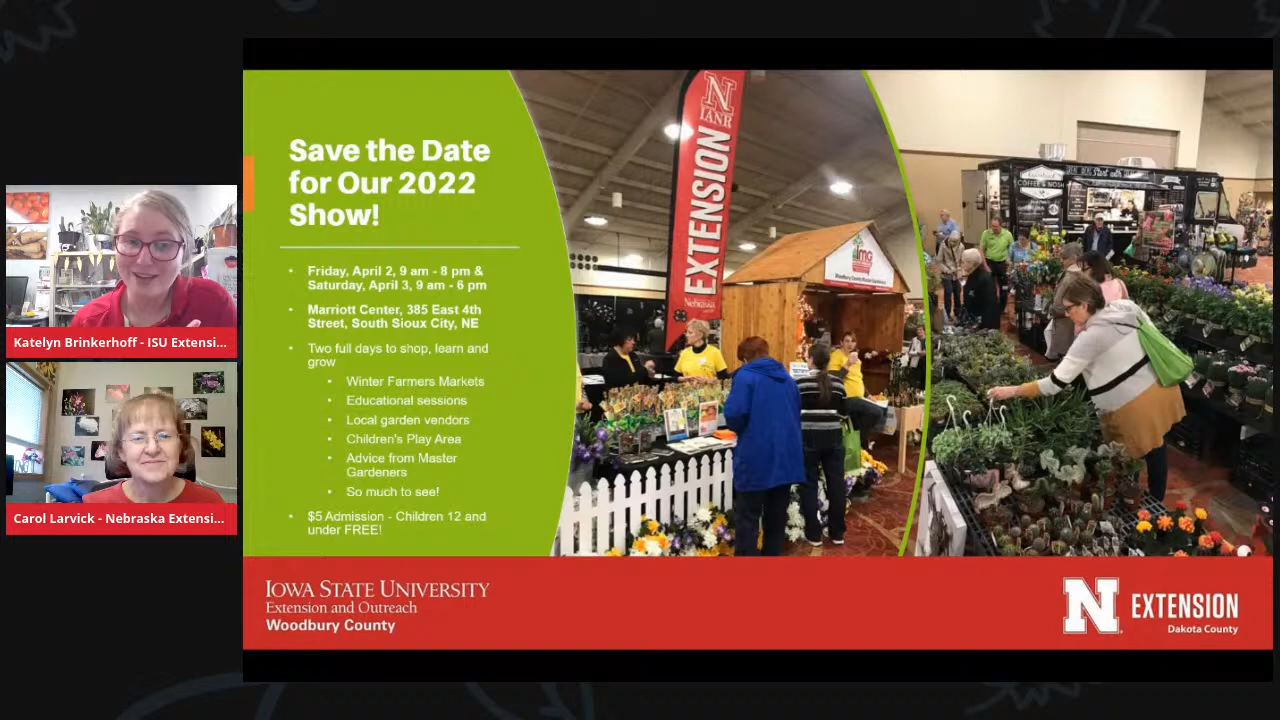 Save the Date
for Our 2022
Show!
• Friday, April 2, 9 am - 8 pm &
Saturday, April 3, 9 am - 6 pm
• Marriott Center, 385 East 4th
Street, South Sioux City, NE
• Two full days to shop, learn and
grow
• Winter Farmers Markets
• Educational sessions
• Local garden vendors
• Children's Play Area
• Advice from Master
Gardeners
• So much to see!
• $5 Admission - Children 12 and
under FREE!
N
IANR
EXTENSION
Nebraska
MG
COFFEE & NOSH
Katelyn Brinkerhoff - ISU Extensi...
Carol Larvick - Nebraska Extensi...
IOWA STATE UNIVERSITY
Extension and Outreach
Woodbury County
N EXTENSION
Dakota County